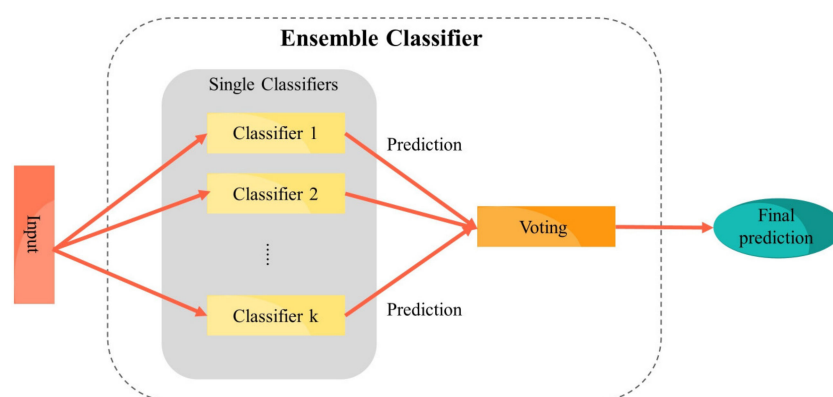 Ensemble Classifier
Single Classifiers
Classifier 1
Prediction
Classifier 2
Input
Voting
Final
prediction
.....
Classifier k
Prediction